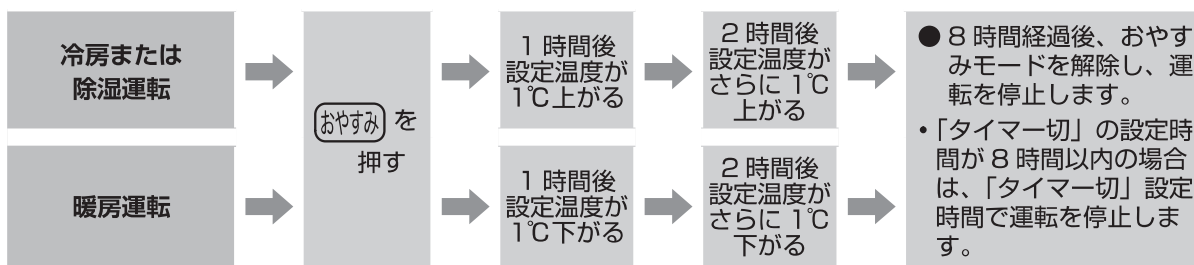 冷房または
除湿運転
おやすみ を
押す
1 時間後
設定温度が
1℃上がる
2 時間後
設定温度が
さらに 1℃
上がる
● 8 時間経過後、おやす
みモードを解除し、運
転を停止します。
・「タイマー切」の設定時
間が 8 時間以内の場合
は、「タイマー切」設定
時間で運転を停止しま
す。
暖房運転
1 時間後
設定温度が
1℃下がる
2 時間後
設定温度が
さらに 1℃
下がる